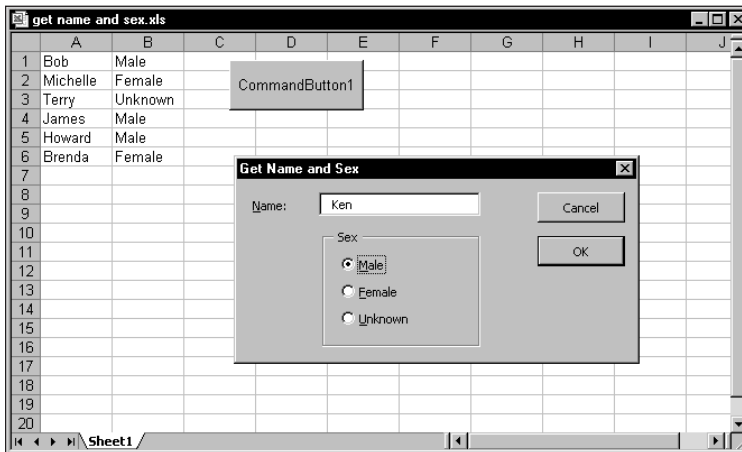 get name and sex.xls
A B C D E F G H I J
1 Bob Male
2 Michelle Female
3 Terry Unknown
4 James Male
5 Howard Male
6 Brenda Female
7
8
9
10
11
12
13
14
15
16
17
18
19
20
CommandButton1
Get Name and Sex
Name: Ken
Cancel
Sex
OK
Male
Female
Unknown
Sheet1